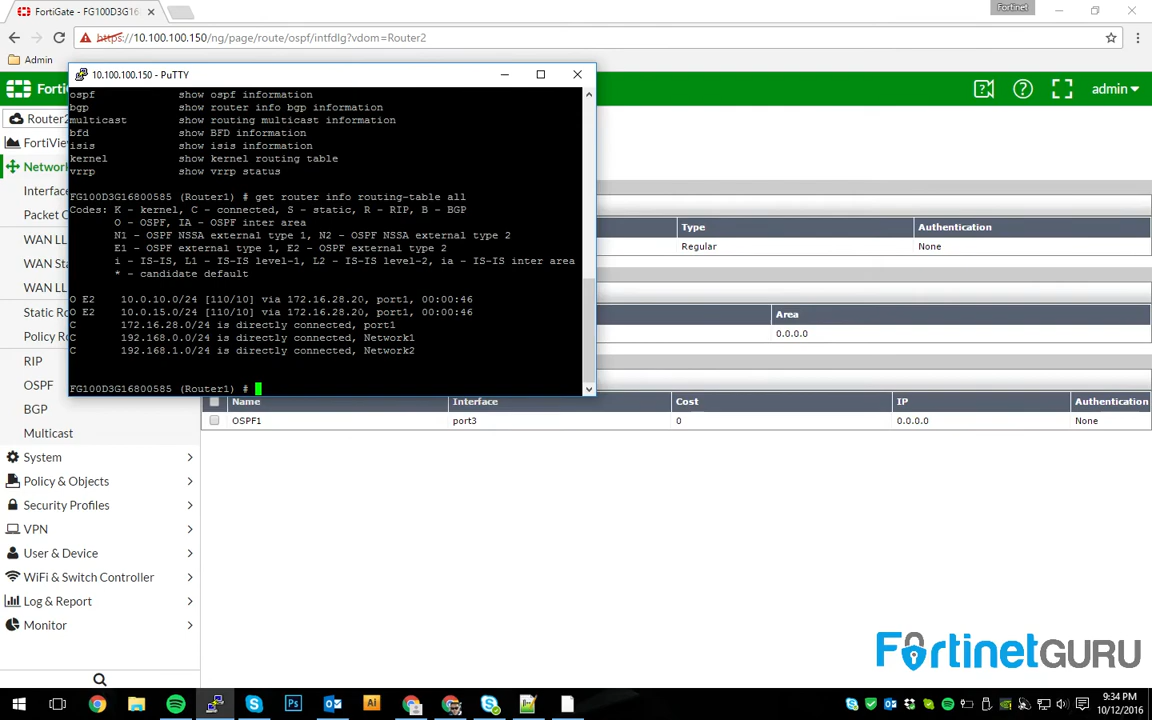 FortiGate - FG100D3G16
Fortinet
https://10.100.100.150/ng/page/route/ospf/intfdlg?vdom=Router2
Admin
10.100.100.150 - PuTTY
admin
ospf show ospf information
bgp show router info bgp information
multicast show routing multicast information
bfd show BFD information
isis show isis information
kernel show kernel routing table
vrrp show vrrp status
FG100D3G16800585 (Router1) # get router info routing-table all
Codes: K - kernel, C - connected, S - static, R - RIP, B - BGP
O - OSPF, IA - OSPF inter area
N1 - OSPF NSSA external type 1, N2 - OSPF NSSA external type 2
E1 - OSPF external type 1, E2 - OSPF external type 2
i - IS-IS, L1 - IS-IS level-1, L2 - IS-IS level-2, ia - IS-IS inter area
* - candidate default
O E2 10.0.10.0/24 [110/10] via 172.16.28.20, port1, 00:00:46
O E2 10.0.15.0/24 [110/10] via 172.16.28.20, port1, 00:00:46
C 172.16.28.0/24 is directly connected, port1
C 192.168.0.0/24 is directly connected, Network1
C 192.168.1.0/24 is directly connected, Network2
FG100D3G16800585 (Router1) #
Forti
Router2
FortiView
Network
Interface
Packet C
WAN LL
WAN Sta
WAN LL
Static Ro
Policy Ro
RIP
OSPF
BGP
Multicast
System
Policy & Objects
Security Profiles
VPN
User & Device
WiFi & Switch Controller
Log & Report
Monitor
Type Authentication
Regular None
Area
0.0.0.0
Name Interface Cost IP Authentication
OSPF1 port3 0 0.0.0.0 None
FortinetGURU
9:34 PM
10/12/2016